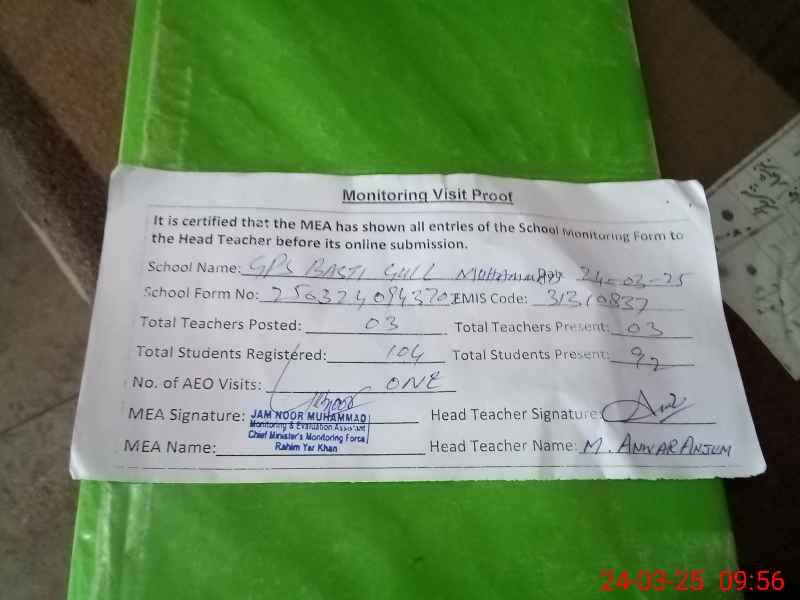 Monitoring Visit Proof
It is certified that the MEA has shown all entries of the School Monitoring Form to
the Head Teacher before its online submission.
School Name: GPS BASTI GULL MUHAMMAD 24-03-25
School Form No: EMIS Code: 31310837
Total Teachers Posted: 03 Total Teachers Present: 03
Total Students Registered: 104 Total Students Present: 92
No. of AEO Visits: ONE
MEA Signature: Head Teacher Signature:
JAM NOOR MUHAMMAD
Monitoring & Evaluation Assistant
Chief Minister's Monitoring Force
Rahim Yar Khan
MEA Name: Head Teacher Name: M. ANWAR ANJUM
24-03-25 09:56